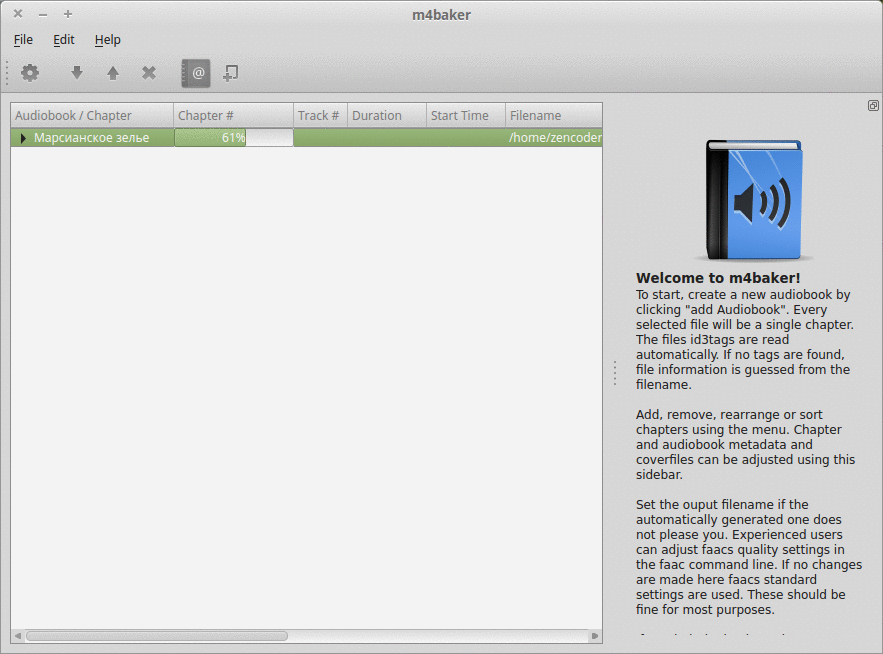 m4baker
File Edit Help
@
Audiobook / Chapter Chapter # Track # Duration Start Time Filename
Марсианское зелье 61% /home/zencoder
Welcome to m4baker!
To start, create a new audiobook by
clicking "add Audiobook". Every
selected file will be a single chapter.
The files id3tags are read
automatically. If no tags are found,
file information is guessed from the
filename.
Add, remove, rearrange or sort
chapters using the menu. Chapter
and audiobook metadata and
coverfiles can be adjusted using this
sidebar.
Set the ouput filename if the
automatically generated one does
not please you. Experienced users
can adjust faacs quality settings in
the faac command line. If no changes
are made here faacs standard
settings are used. These should be
fine for most purposes.